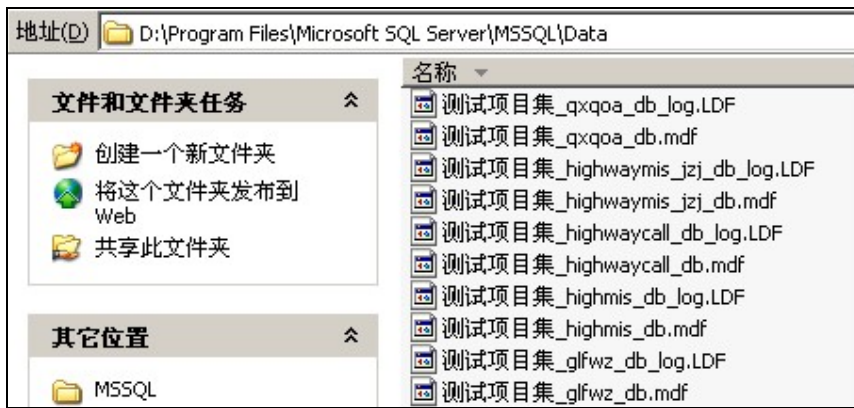 地址(D) D:\Program Files\Microsoft SQL Server\MSSQL\Data
文件和文件夹任务
创建一个新文件夹
将这个文件夹发布到
Web
共享此文件夹
其它位置
MSSQL
名称
测试项目集_qxqoa_db_log.LDF
测试项目集_qxqoa_db.mdf
测试项目集_highwaymis_jzj_db_log.LDF
测试项目集_highwaymis_jzj_db.mdf
测试项目集_highwaycall_db_log.LDF
测试项目集_highwaycall_db.mdf
测试项目集_highmis_db_log.LDF
测试项目集_highmis_db.mdf
测试项目集_glfwz_db_log.LDF
测试项目集_glfwz_db.mdf